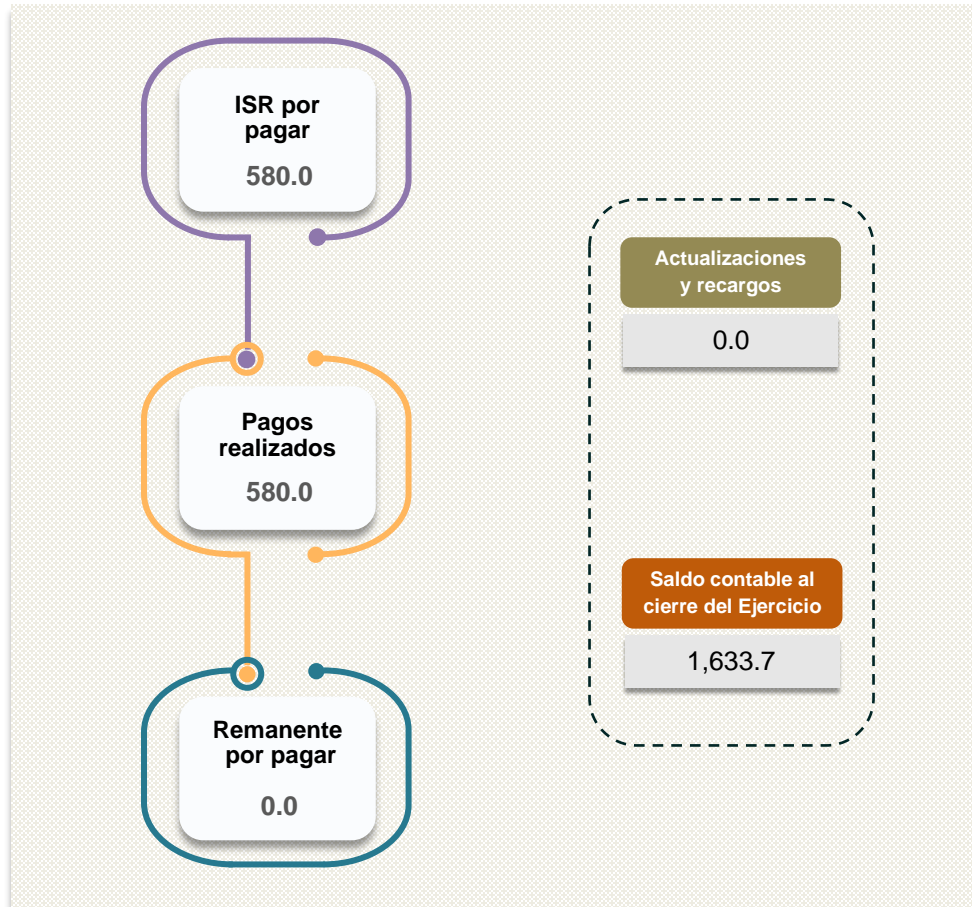 ISR por
pagar
580.0
Pagos
realizados
580.0
Remanente
por pagar
0.0
Actualizaciones
y recargos
0.0
Saldo contable al
cierre del Ejercicio
1,633.7